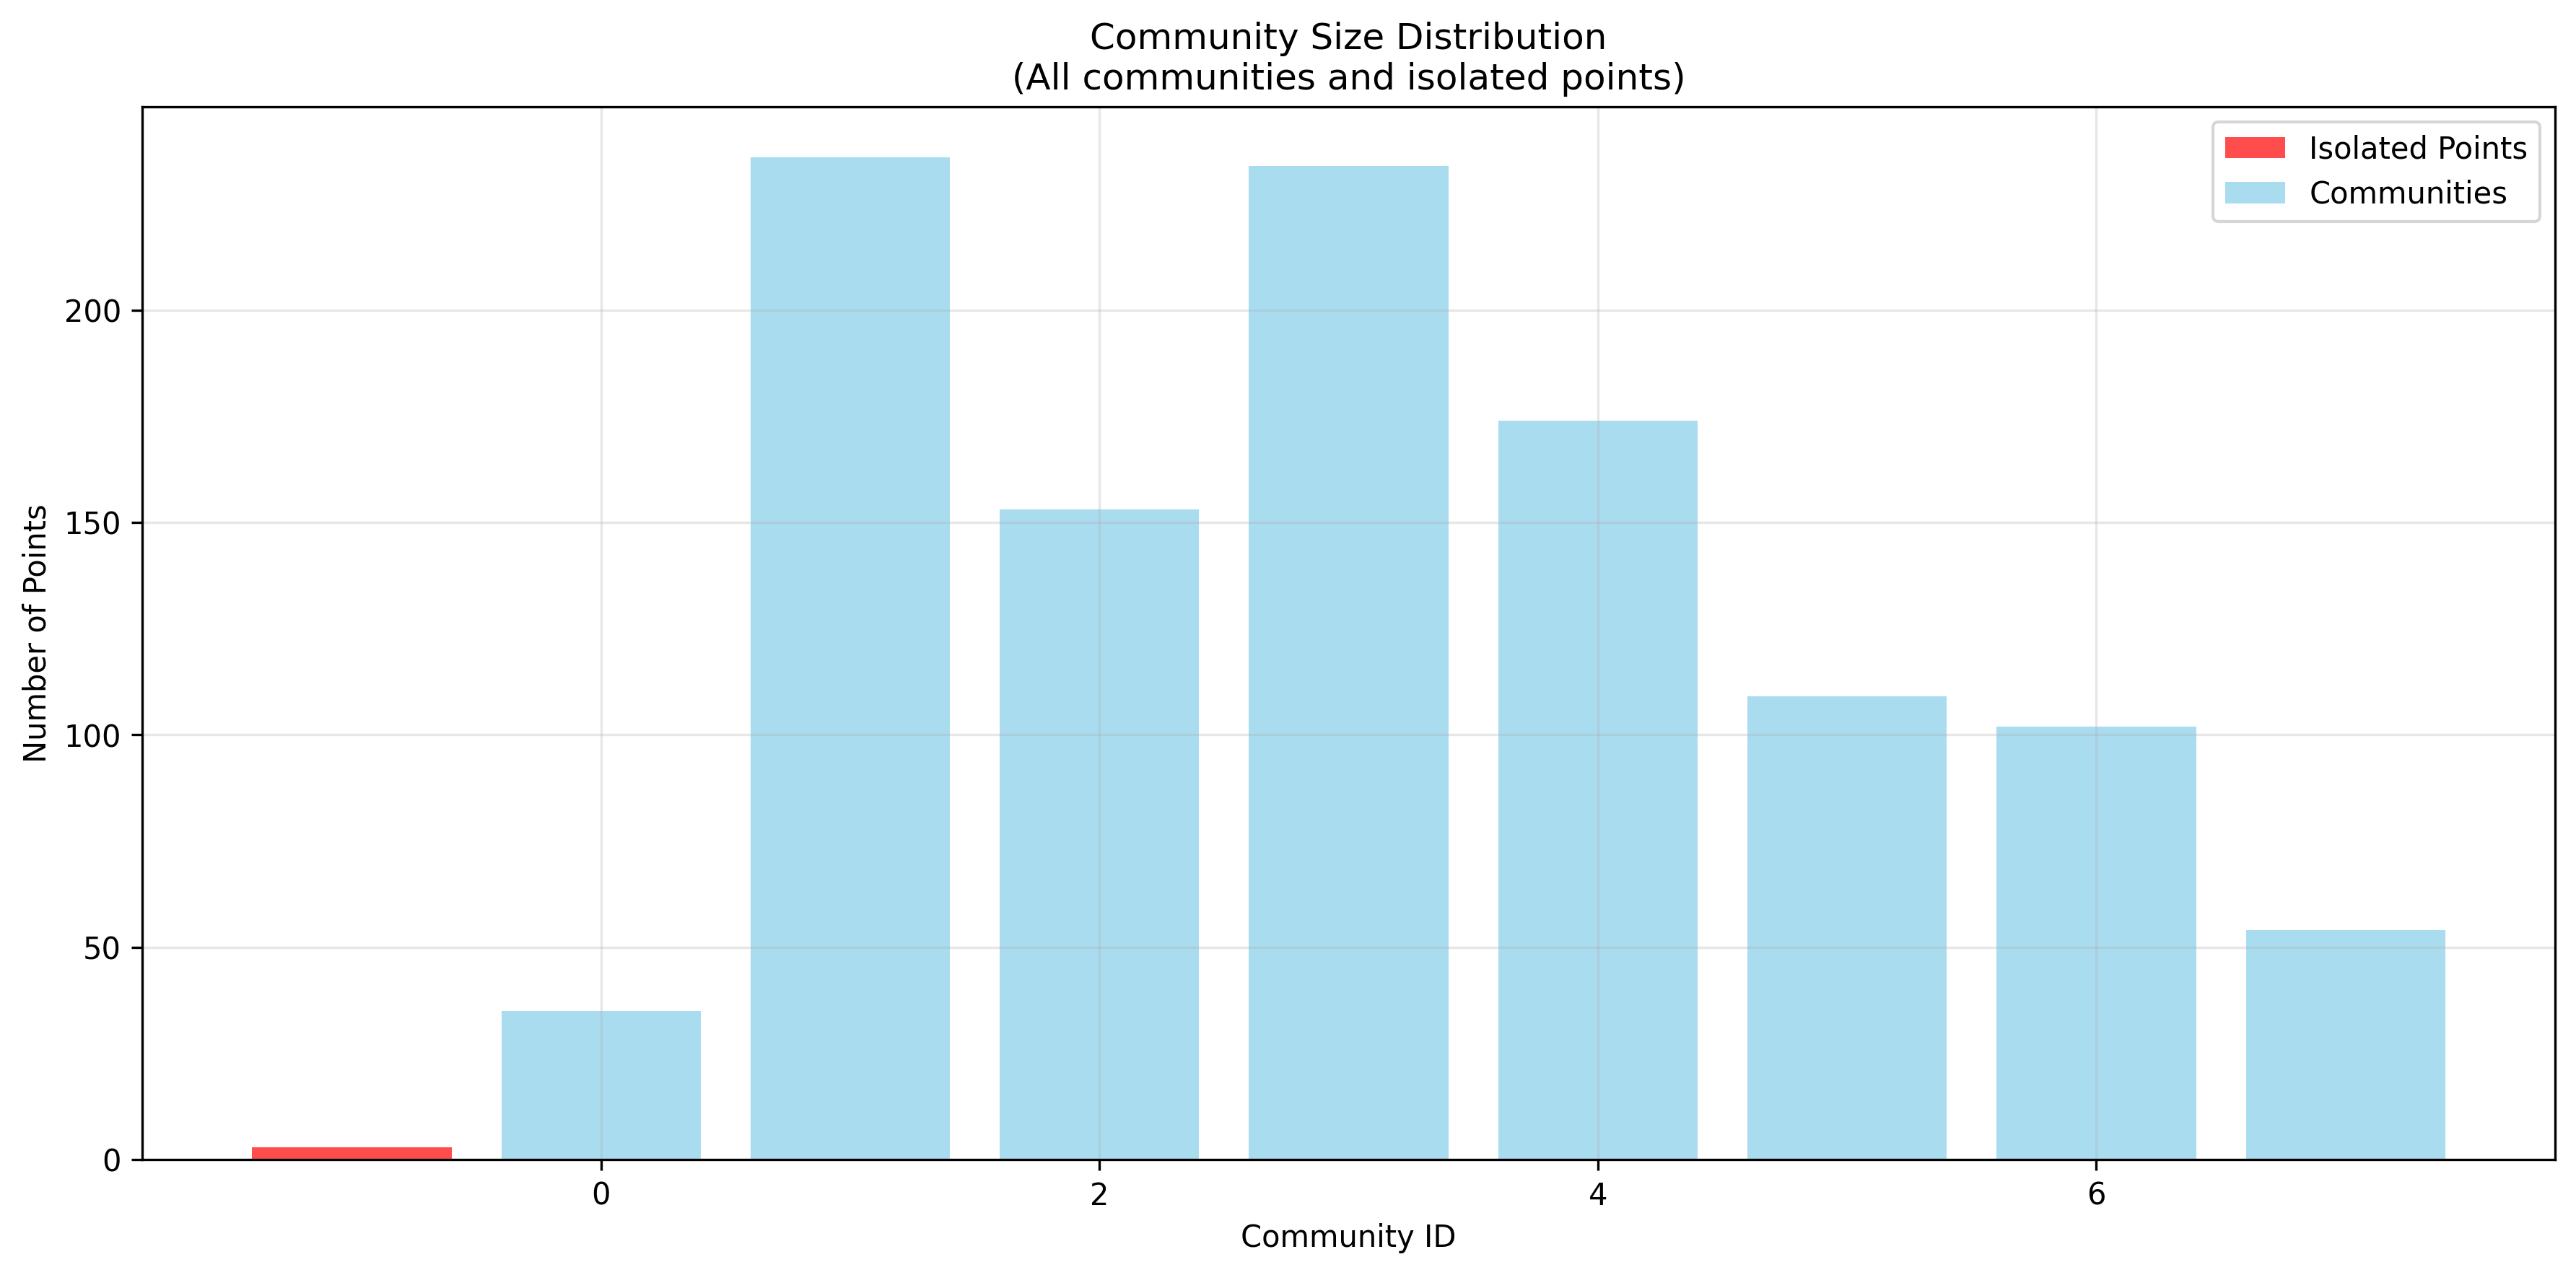 Community Size Distribution
(All communities and isolated points)
Isolated Points
Communities
Number of Points
200
150
100
50
0
0 2 4 6
Community ID